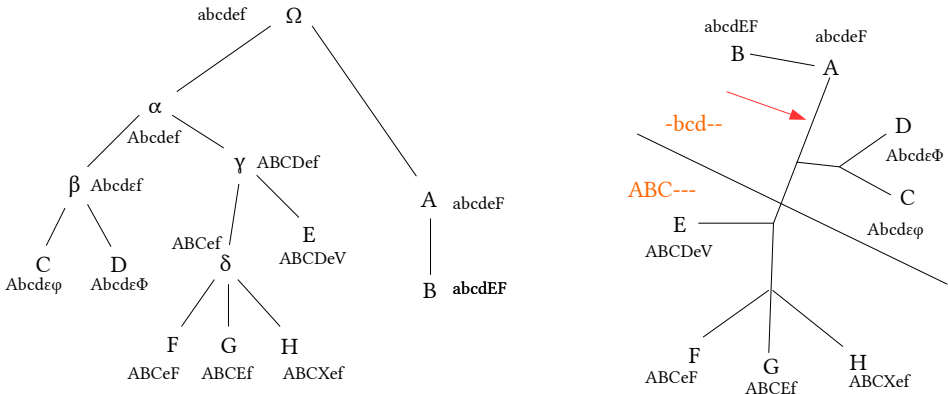 abcdef Ω
α
Abcdef
β Abcdεf
γ ABCDef
C
Abcdεφ
D
AbcdεΦ
ABCef
δ
E
ABCDeV
F
ABCeF
G
ABCEf
H
ABCXef
A abcdeF
B abcdEF
abcdEF
B
abcdeF
A
-bcd--
ABC---
D
AbcdεΦ
C
Abcdεφ
E
ABCDeV
F
ABCeF
G
ABCEf
H
ABCXef